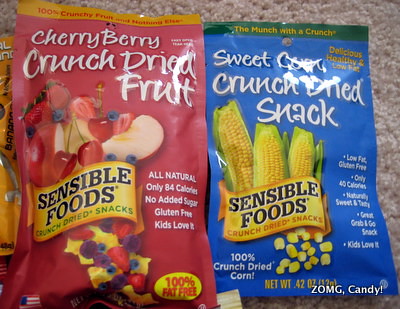 100% Crunchy Fruit and Nothing Else!
CherryBerry
Crunch Dried
Fruit
ALL NATURAL
Only 84 Calories
No Added Sugar
Gluten Free
Kids Love It
SENSIBLE
FOODS
CRUNCH DRIED SNACKS
100%
FAT FREE
The Munch with a Crunch!
Delicious
Healthy &
Low Fat
Sweet Corn
Crunch Dried
Snack
• Low Fat,
Gluten Free
• Only
40 Calories
• Naturally
Sweet & Tasty
• Great
Grab & Go
Snack
• Kids Love It
SENSIBLE
FOODS
CRUNCH DRIED SNACKS
100%
Crunch Dried
Corn!
NET WT .42 OZ (12g)
ZOMG, Candy!